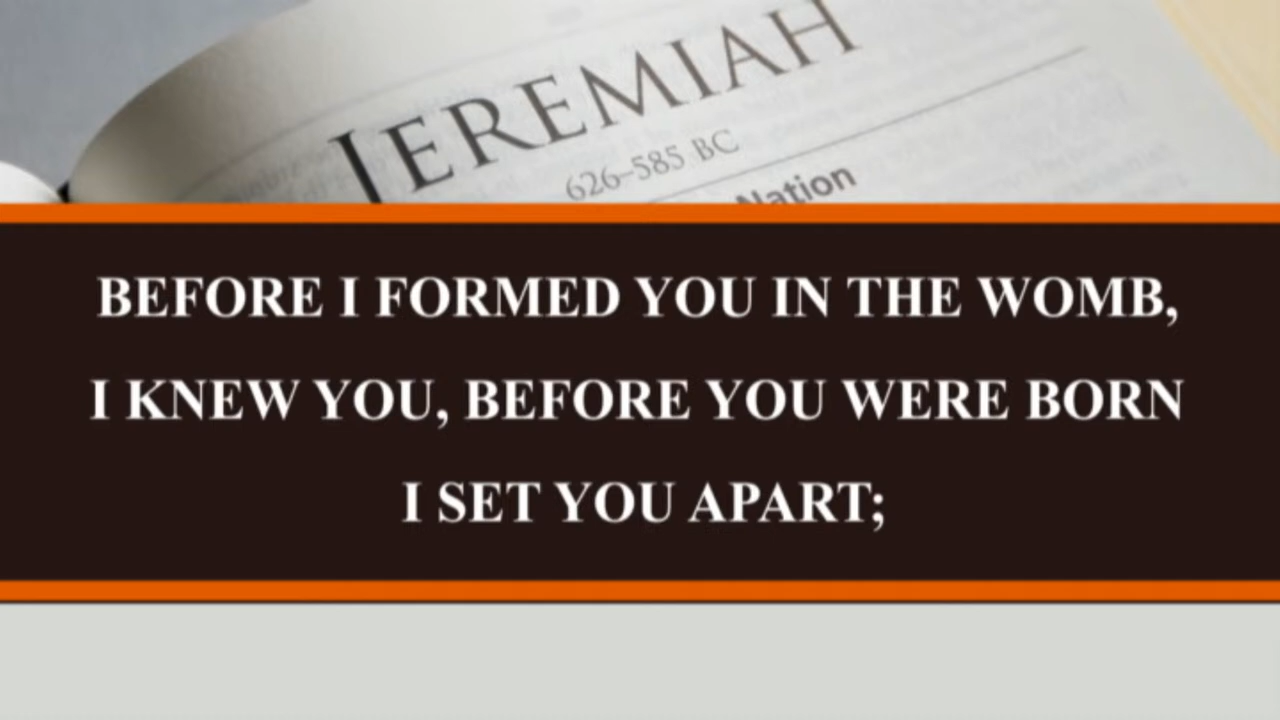 JEREMIAH
626–585 BC
Nation
BEFORE I FORMED YOU IN THE WOMB,
I KNEW YOU, BEFORE YOU WERE BORN
I SET YOU APART;